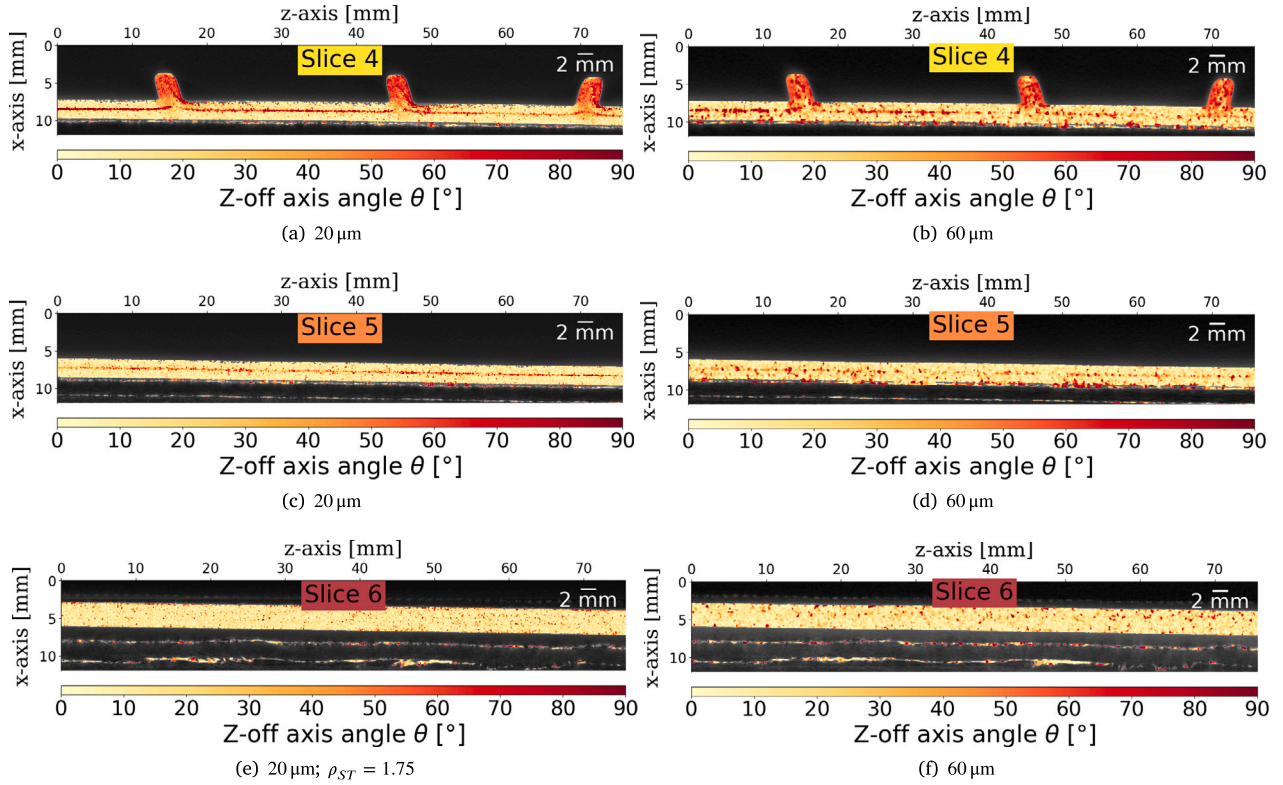 z-axis [mm]
0 10 20 30 40 50 60 70
x-axis [mm]
0
5
10
Slice 4
2 mm
0 10 20 30 40 50 60 70 80 90
Z-off axis angle θ [°]
(a) 20 μm
z-axis [mm]
0 10 20 30 40 50 60 70
x-axis [mm]
0
5
10
Slice 4
2 mm
0 10 20 30 40 50 60 70 80 90
Z-off axis angle θ [°]
(b) 60 μm
z-axis [mm]
0 10 20 30 40 50 60 70
x-axis [mm]
0
5
10
Slice 5
2 mm
0 10 20 30 40 50 60 70 80 90
Z-off axis angle θ [°]
(c) 20 μm
z-axis [mm]
0 10 20 30 40 50 60 70
x-axis [mm]
0
5
10
Slice 5
2 mm
0 10 20 30 40 50 60 70 80 90
Z-off axis angle θ [°]
(d) 60 μm
z-axis [mm]
0 10 20 30 40 50 60 70
x-axis [mm]
0
5
10
Slice 6
2 mm
0 10 20 30 40 50 60 70 80 90
Z-off axis angle θ [°]
(e) 20 μm; ρST = 1.75
z-axis [mm]
0 10 20 30 40 50 60 70
x-axis [mm]
0
5
10
Slice 6
2 mm
0 10 20 30 40 50 60 70 80 90
Z-off axis angle θ [°]
(f) 60 μm